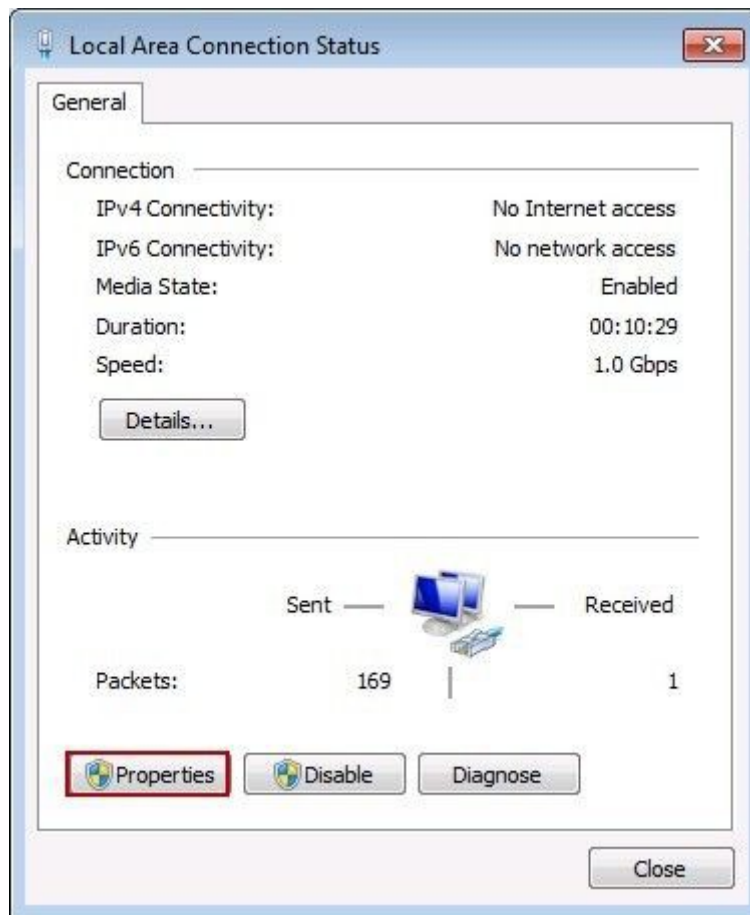 Local Area Connection Status
General
Connection
IPv4 Connectivity: No Internet access
IPv6 Connectivity: No network access
Media State: Enabled
Duration: 00:10:29
Speed: 1.0 Gbps
Details...
Activity
Sent Received
Packets: 169 1
Properties Disable Diagnose
Close